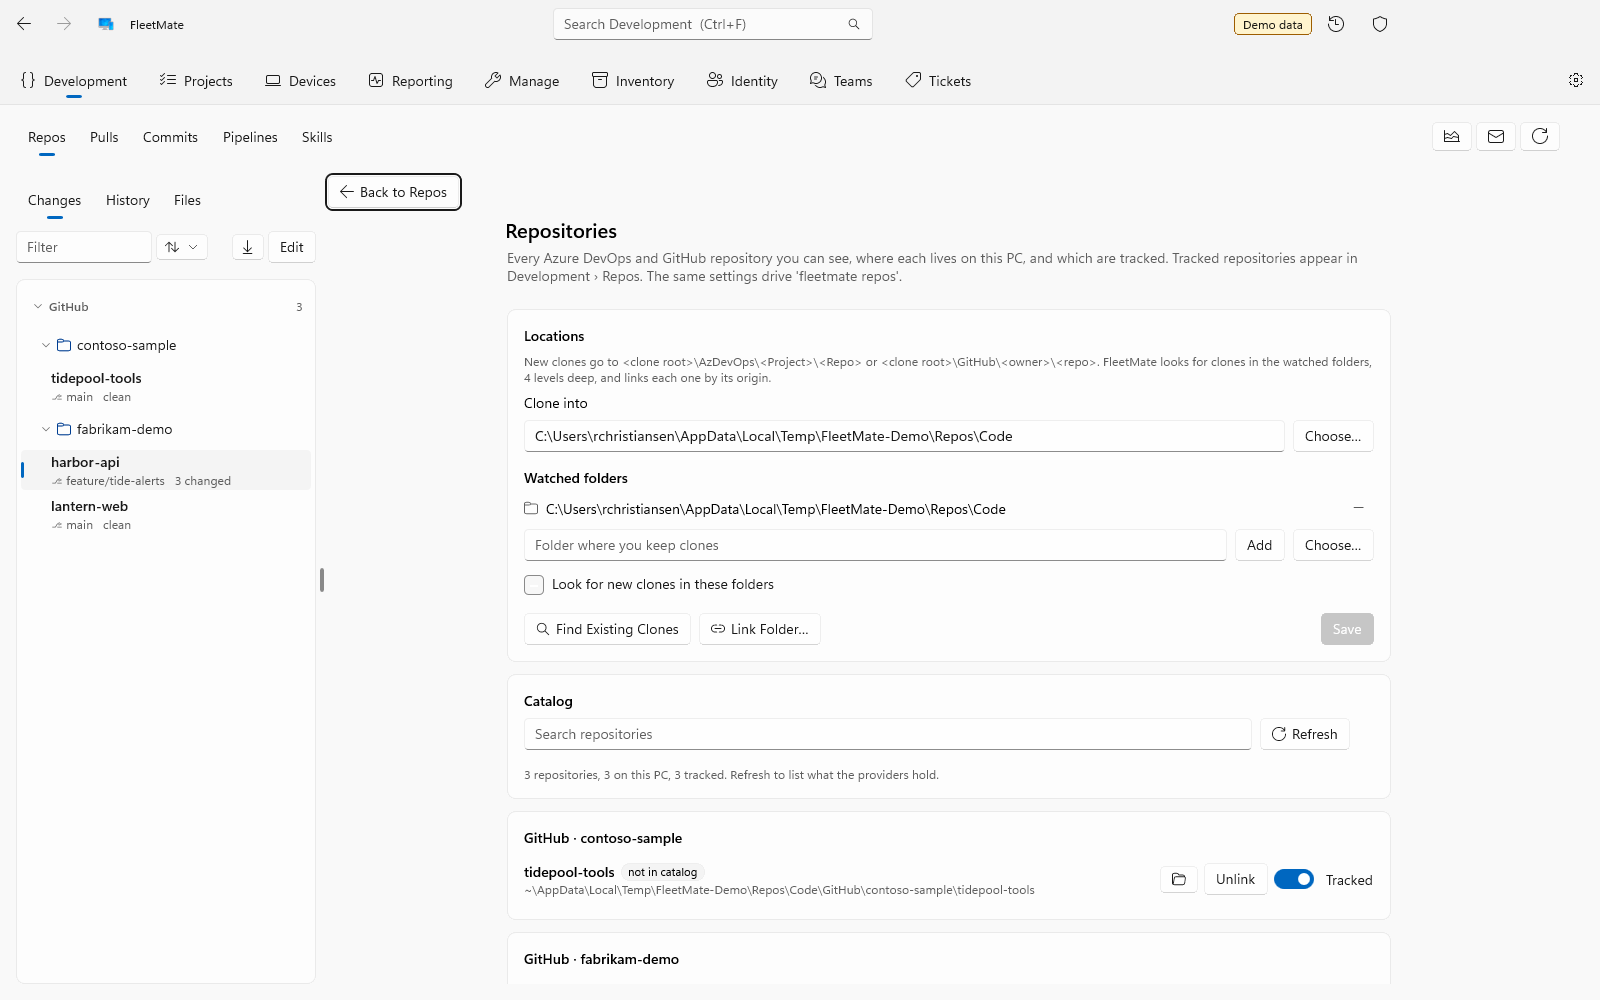 FleetMate
Search Development (Ctrl+F)
Demo data
Development
Projects
Devices
Reporting
Manage
Inventory
Identity
Teams
Tickets
Repos
Pulls
Commits
Pipelines
Skills
Changes
History
Files
Back to Repos
Filter
Edit
GitHub
3
contoso-sample
tidepool-tools
main clean
fabrikam-demo
harbor-api
feature/tide-alerts 3 changed
lantern-web
main clean
Repositories
Every Azure DevOps and GitHub repository you can see, where each lives on this PC, and which are tracked. Tracked repositories appear in
Development › Repos. The same settings drive 'fleetmate repos'.
Locations
New clones go to <clone root>\AzDevOps\<Project>\<Repo> or <clone root>\GitHub\<owner>\<repo>. FleetMate looks for clones in the watched folders,
4 levels deep, and links each one by its origin.
Clone into
C:\Users\rchristiansen\AppData\Local\Temp\FleetMate-Demo\Repos\Code
Choose...
Watched folders
C:\Users\rchristiansen\AppData\Local\Temp\FleetMate-Demo\Repos\Code
Folder where you keep clones
Add
Choose...
Look for new clones in these folders
Find Existing Clones
Link Folder...
Save
Catalog
Search repositories
Refresh
3 repositories, 3 on this PC, 3 tracked. Refresh to list what the providers hold.
GitHub · contoso-sample
tidepool-tools not in catalog
~\AppData\Local\Temp\FleetMate-Demo\Repos\Code\GitHub\contoso-sample\tidepool-tools
Unlink
Tracked
GitHub · fabrikam-demo